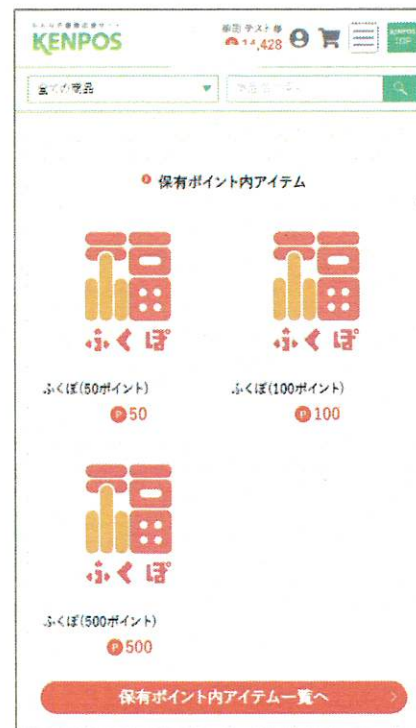 KENPOS
14,428
KENPOS
TOP
全ての商品
保有ポイント内アイテム
福
ふくぽ
福
ふくぽ
ふくぽ(50ポイント)
ふくぽ(100ポイント)
P 50
P 100
福
ふくぽ
ふくぽ(500ポイント)
P 500
保有ポイント内アイテム一覧へ